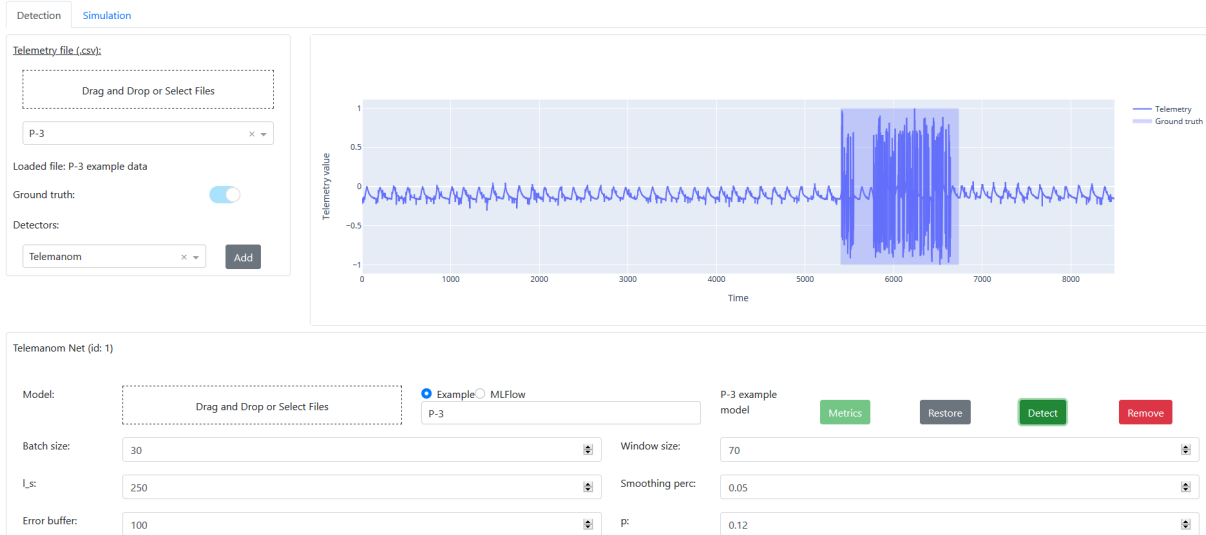 Detection Simulation
Telemetry file (.csv):
Drag and Drop or Select Files
P-3
Loaded file: P-3 example data
Ground truth:
Detectors:
Telemanom Add
1
0.5
0
−0.5
−1
Telemetry value
0 1000 2000 3000 4000 5000 6000 7000 8000
Time
Telemetry
Ground truth
Telemanom Net (id: 1)
Model: Drag and Drop or Select Files Example MLFlow
P-3
P-3 example
model
Metrics Restore Detect Remove
Batch size: 30 Window size: 70
l_s: 250 Smoothing perc: 0.05
Error buffer: 100 p: 0.12